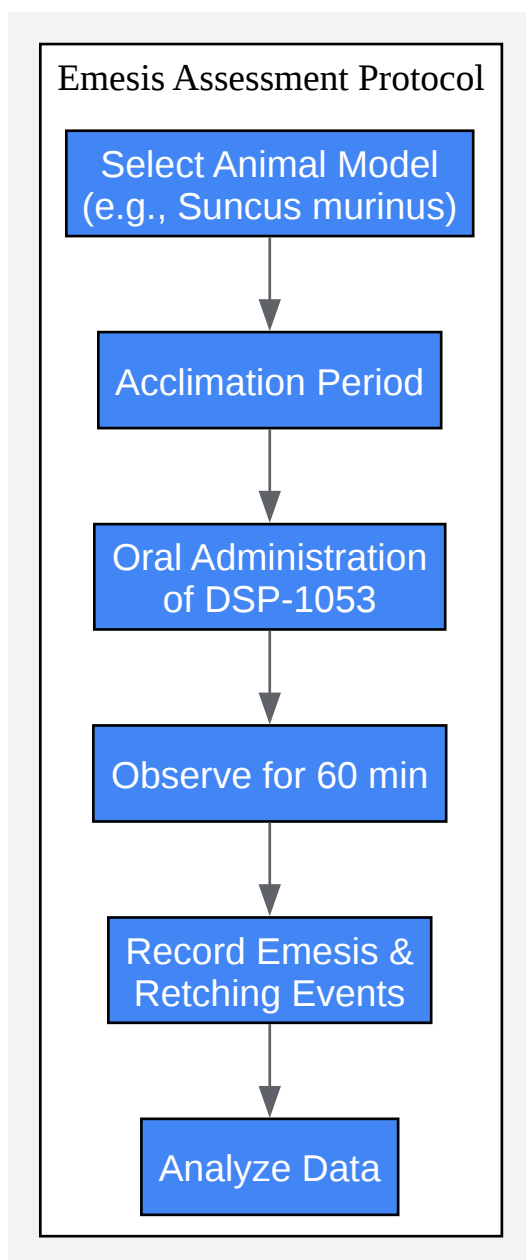 Emesis Assessment Protocol
Select Animal Model
(e.g., Suncus murinus)
Acclimation Period
Oral Administration
of DSP-1053
Observe for 60 min
Record Emesis &
Retching Events
Analyze Data